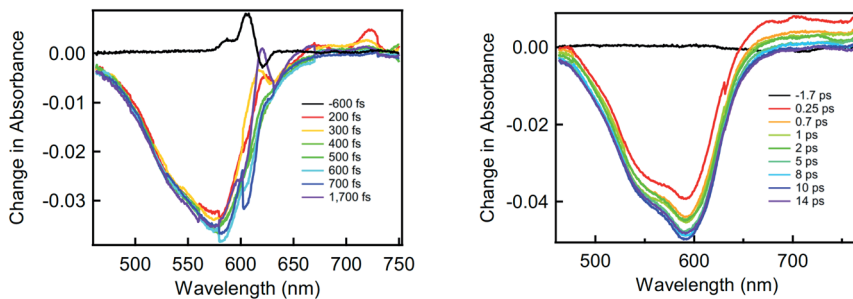 Change in Absorbance
0.00
-0.01
-0.02
-0.03
-600 fs
200 fs
300 fs
400 fs
500 fs
600 fs
700 fs
1,700 fs
500 550 600 650 700 750
Wavelength (nm)
Change in Absorbance
0.00
-0.02
-0.04
-1.7 ps
0.25 ps
0.7 ps
1 ps
2 ps
5 ps
8 ps
10 ps
14 ps
500 600 700
Wavelength (nm)